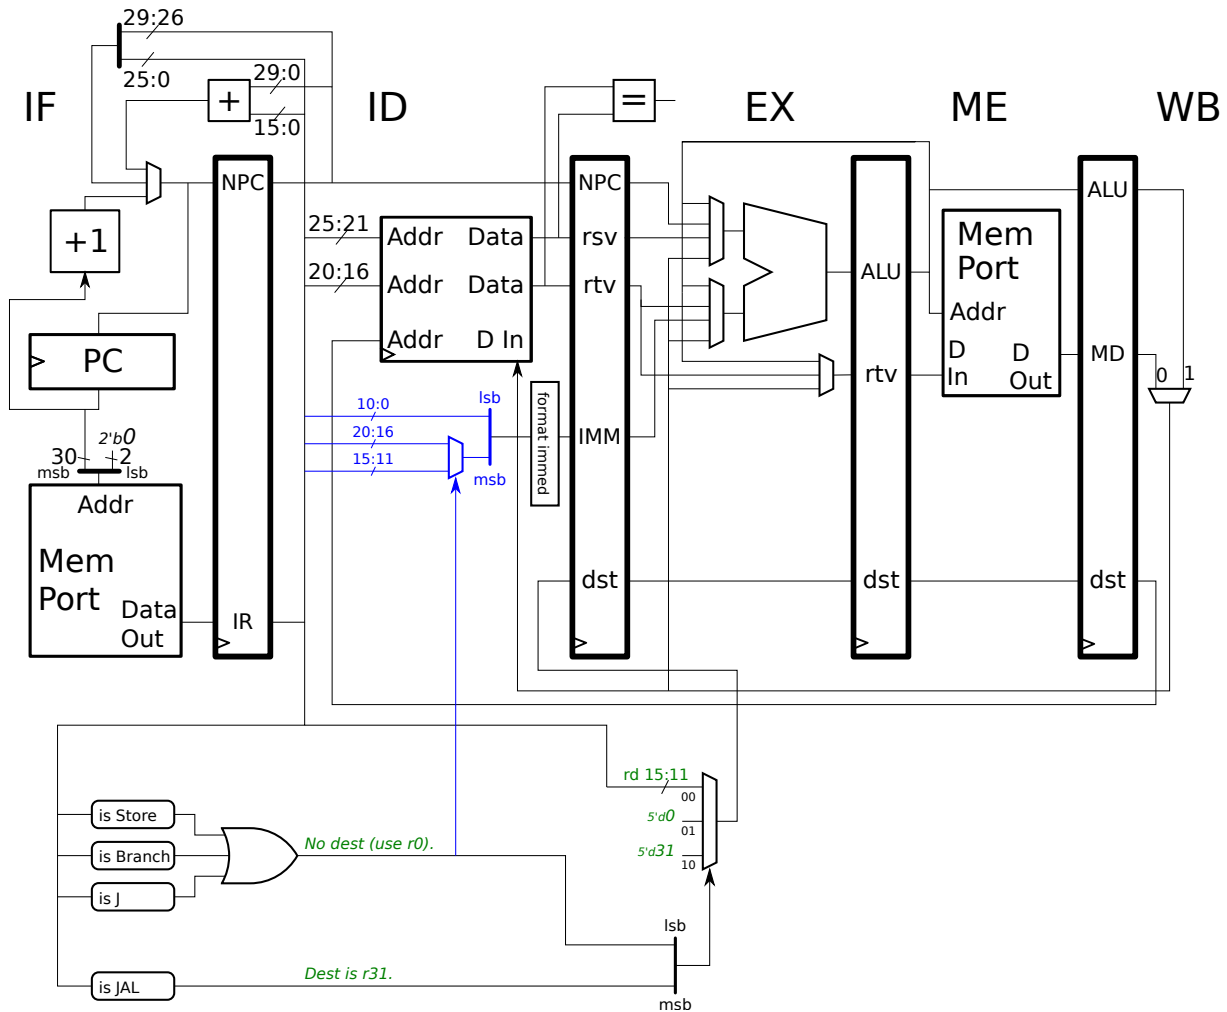 29:26
25:0
29:0
15:0
+
=
IF
ID
EX
ME
WB
NPC
NPC
ALU
+1
25:21
20:16
Addr
Data
Addr
Data
Addr
D In
rsv
rtv
ALU
Mem
Port
Addr
D
In
D
Out
PC
rtv
MD
0
1
10:0
20:16
15:11
lsb
msb
format immed
IMM
2'b0
30
2
msb
lsb
Addr
Mem
Port
Data
Out
IR
dst
dst
dst
rd 15:11
00
5'd0
01
5'd31
10
is Store
is Branch
is J
No dest (use r0).
lsb
Dest is r31.
is JAL
msb